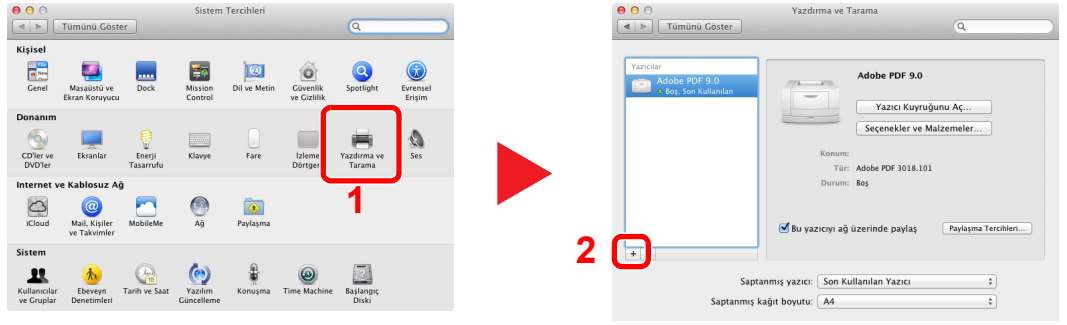 Sistem Tercihleri
Tümünü Göster
Kişisel
Genel
Masaüstü ve
Ekran Koruyucu
Dock
Mission
Control
Dil ve Metin
Güvenlik
ve Gizlilik
Spotlight
Evrensel
Erişim
Donanım
CD'ler ve
DVD'ler
Ekranlar
Enerji
Tasarrufu
Klavye
Fare
İzleme
Dörtger
Yazdırma ve
Tarama
Ses
1
Internet ve Kablosuz Ağ
iCloud
Mail, Kişiler
ve Takvimler
MobileMe
Ağ
Paylaşma
Sistem
Kullanıcılar
ve Gruplar
Ebeveyn
Denetimleri
Tarih ve Saat
Yazılım
Güncelleme
Konuşma
Time Machine
Başlangıç
Diski
Yazdırma ve Tarama
Tümünü Göster
Yazıcılar
Adobe PDF 9.0
Boş, Son Kullanılan
Adobe PDF 9.0
Yazıcı Kuyruğunu Aç...
Seçenekler ve Malzemeler...
Konum:
Tür: Adobe PDF 3018.101
Durum: Boş
Bu yazıcıyı ağ üzerinde paylaş
Paylaşma Tercihleri...
2
+
Saptanmış yazıcı: Son Kullanılan Yazıcı
Saptanmış kağıt boyutu: A4